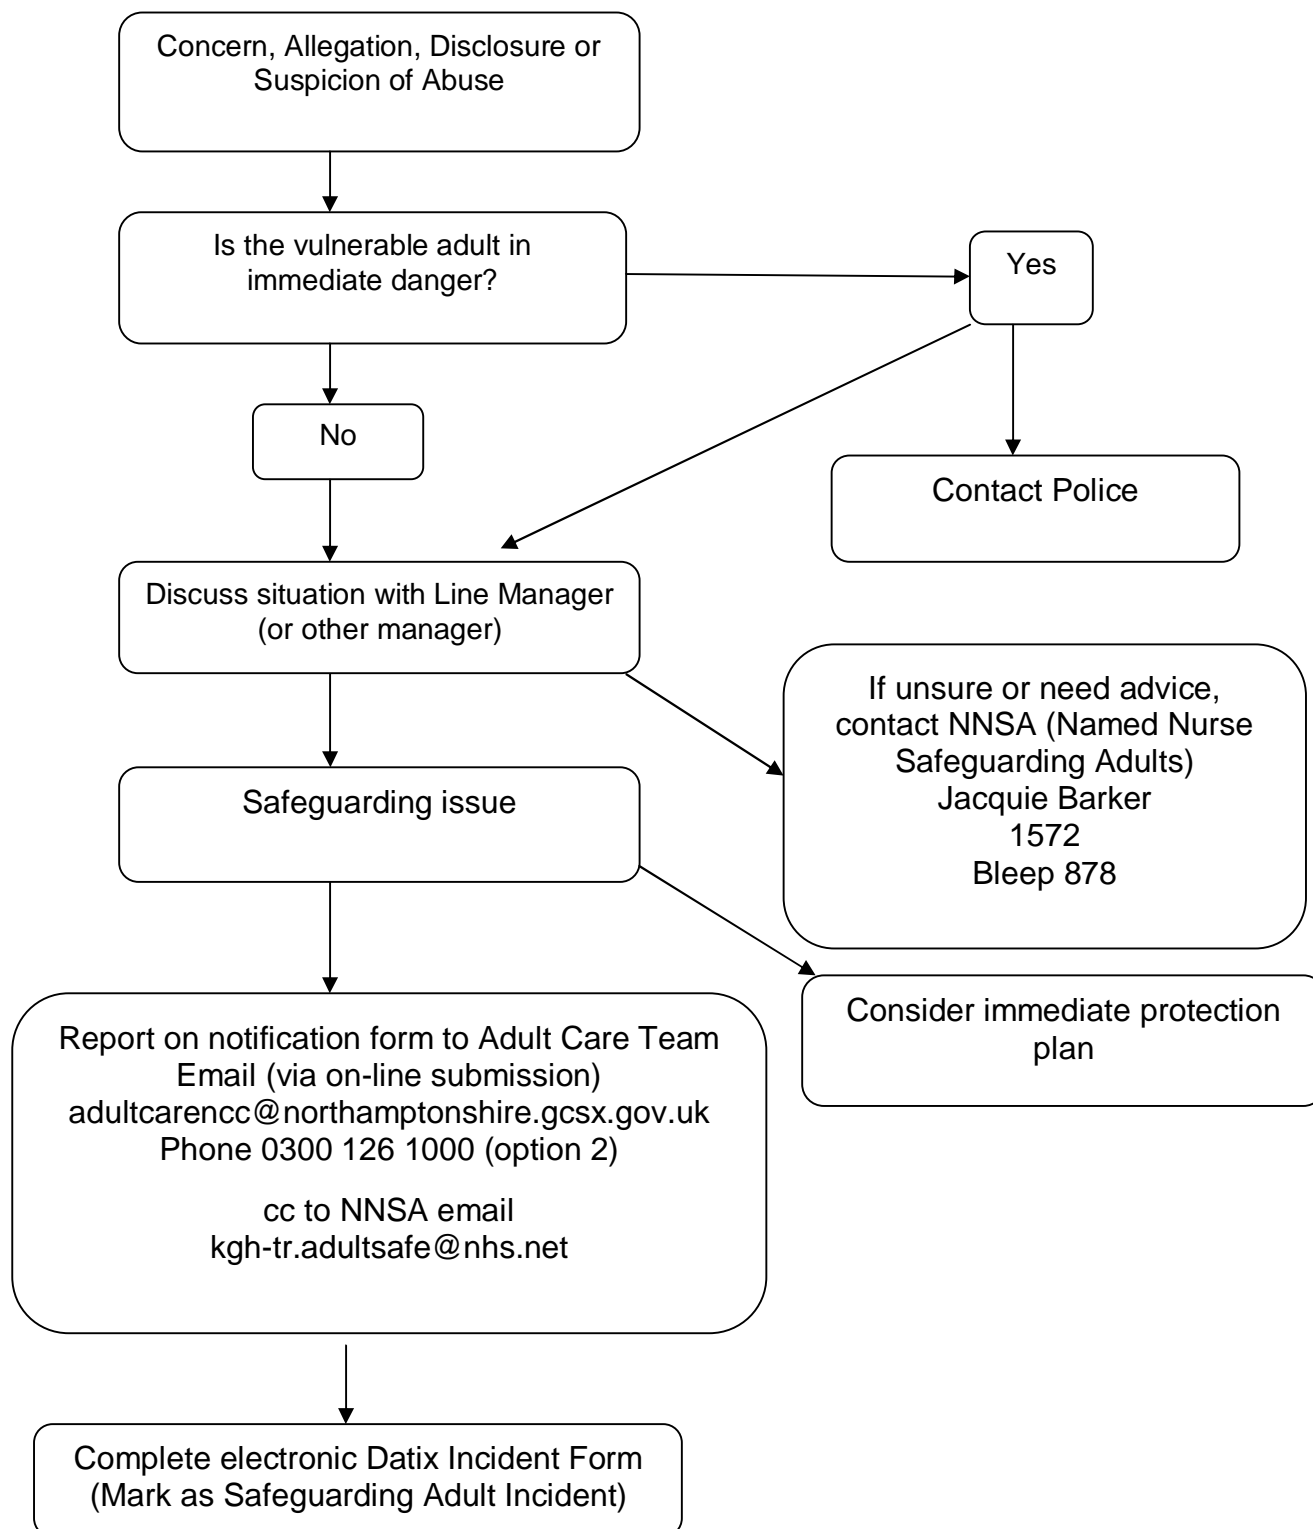 Concern, Allegation, Disclosure or
Suspicion of Abuse
Is the vulnerable adult in
immediate danger?
Yes
No
Contact Police
Discuss situation with Line Manager
(or other manager)
If unsure or need advice,
contact NNSA (Named Nurse
Safeguarding Adults)
Jacquie Barker
1572
Bleep 878
Safeguarding issue
Consider immediate protection
plan
Report on notification form to Adult Care Team
Email (via on-line submission)
adultcarencc@northamptonshire.gcsx.gov.uk
Phone 0300 126 1000 (option 2)
cc to NNSA email
kgh-tr.adultsafe@nhs.net
Complete electronic Datix Incident Form
(Mark as Safeguarding Adult Incident)